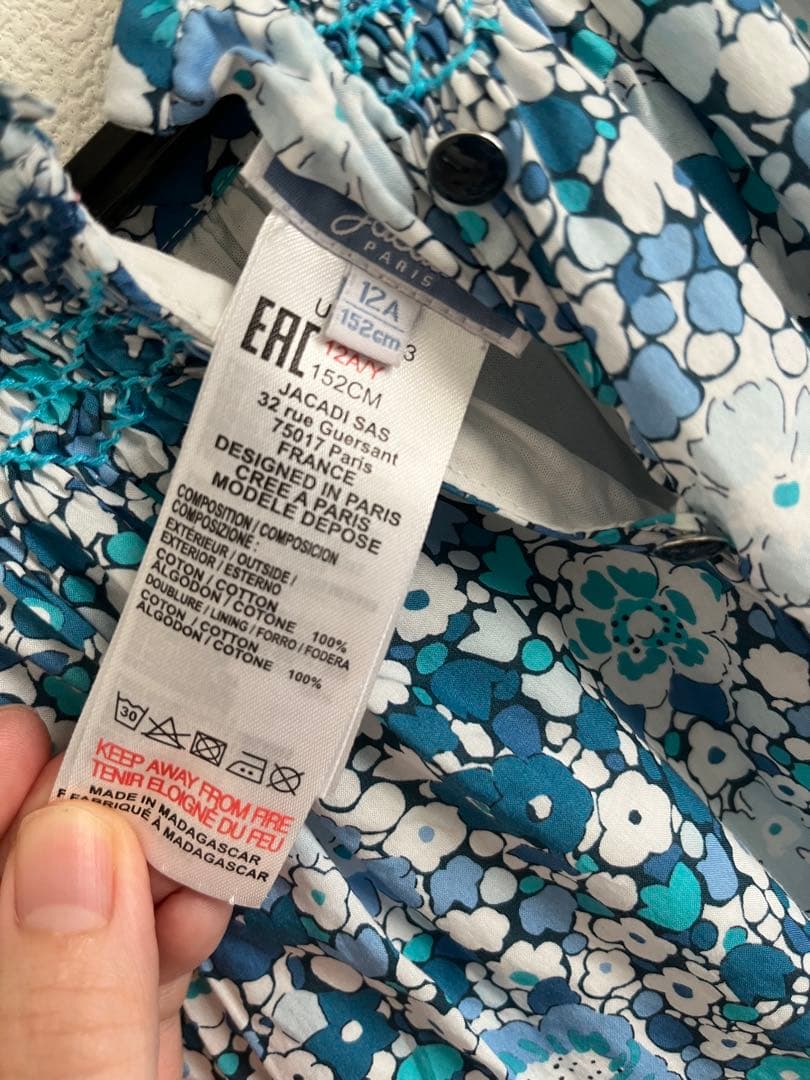 PARIS
12A
152cm
EAC
12A/Y
152CM
JACADI SAS
32 rue Guersant
75017 Paris
FRANCE
DESIGNED IN PARIS
CREE A PARIS
MODELE DEPOSE
COMPOSITION / COMPOSICION
COMPOSIZIONE :
EXTERIEUR / OUTSIDE /
EXTERIOR / ESTERNO
COTON / COTTON
ALGODON / COTONE 100%
DOUBLURE / LINING / FORRO / FODERA
COTON / COTTON
ALGODON / COTONE 100%
30
KEEP AWAY FROM FIRE
TENIR ELOIGNÉ DU FEU
MADE IN MADAGASCAR
FABRIQUÉ À MADAGASCAR